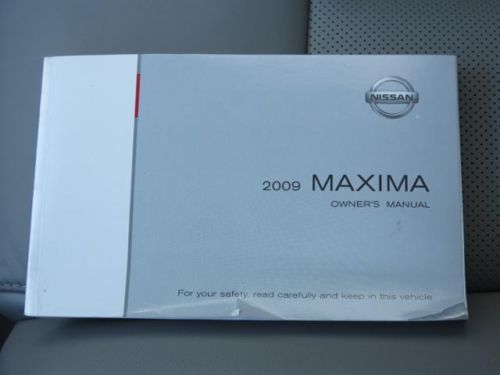 NISSAN
2009 MAXIMA
OWNER'S MANUAL
For your safety, read carefully and keep in this vehicle.